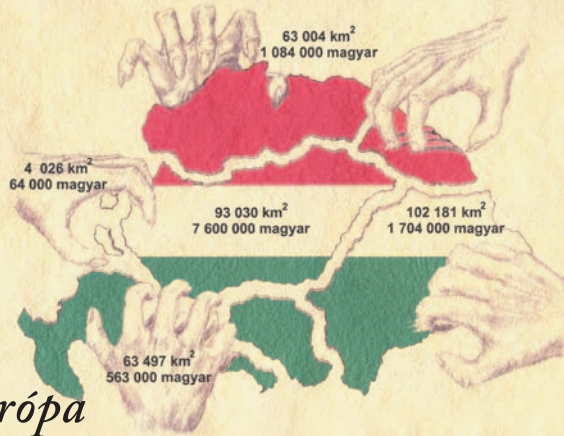 63 004 km²
1 084 000 magyar
4 026 km²
64 000 magyar
93 030 km²
7 600 000 magyar
102 181 km²
1 704 000 magyar
63 497 km²
563 000 magyar
rópa